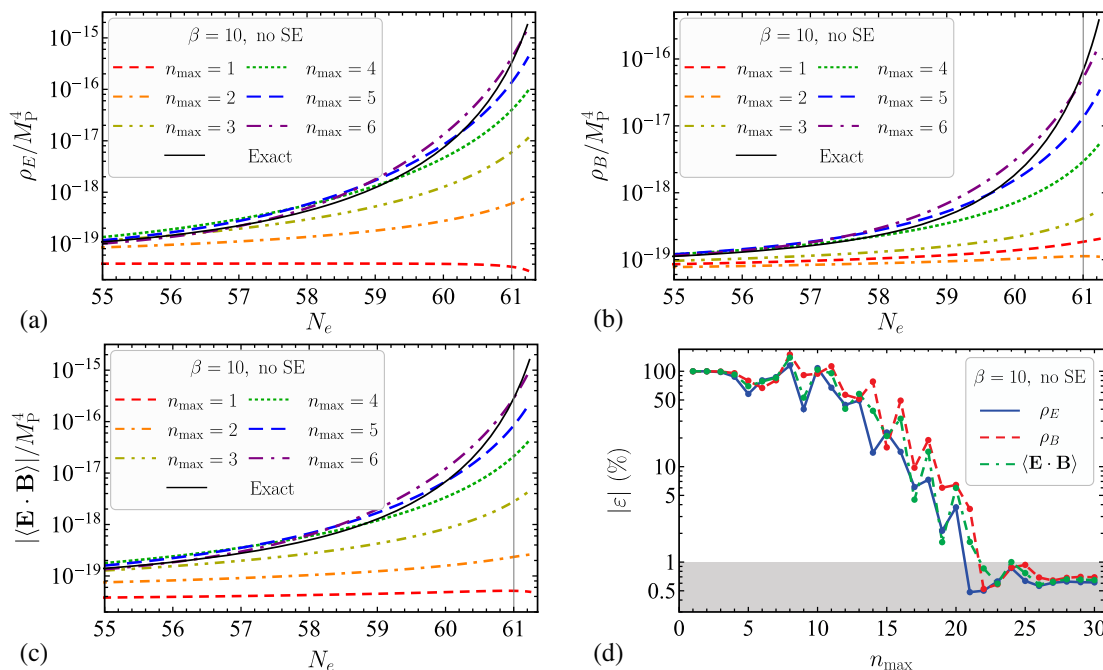 10⁻¹⁵
10⁻¹⁶
10⁻¹⁷
10⁻¹⁸
10⁻¹⁹
ρ_E/M_P⁴
β = 10, no SE
n_max = 1
n_max = 4
n_max = 2
n_max = 5
n_max = 3
n_max = 6
Exact
55 56 57 58 59 60 61
(a)
N_e
10⁻¹⁶
10⁻¹⁷
10⁻¹⁸
10⁻¹⁹
ρ_B/M_P⁴
β = 10, no SE
n_max = 1
n_max = 4
n_max = 2
n_max = 5
n_max = 3
n_max = 6
Exact
55 56 57 58 59 60 61
(b)
N_e
10⁻¹⁵
10⁻¹⁶
10⁻¹⁷
10⁻¹⁸
10⁻¹⁹
|⟨E · B⟩|/M_P⁴
β = 10, no SE
n_max = 1
n_max = 4
n_max = 2
n_max = 5
n_max = 3
n_max = 6
Exact
55 56 57 58 59 60 61
(c)
N_e
100
50
10
5
1
0.5
|ε| (%)
β = 10, no SE
ρ_E
ρ_B
⟨E · B⟩
0 5 10 15 20 25 30
(d)
n_max